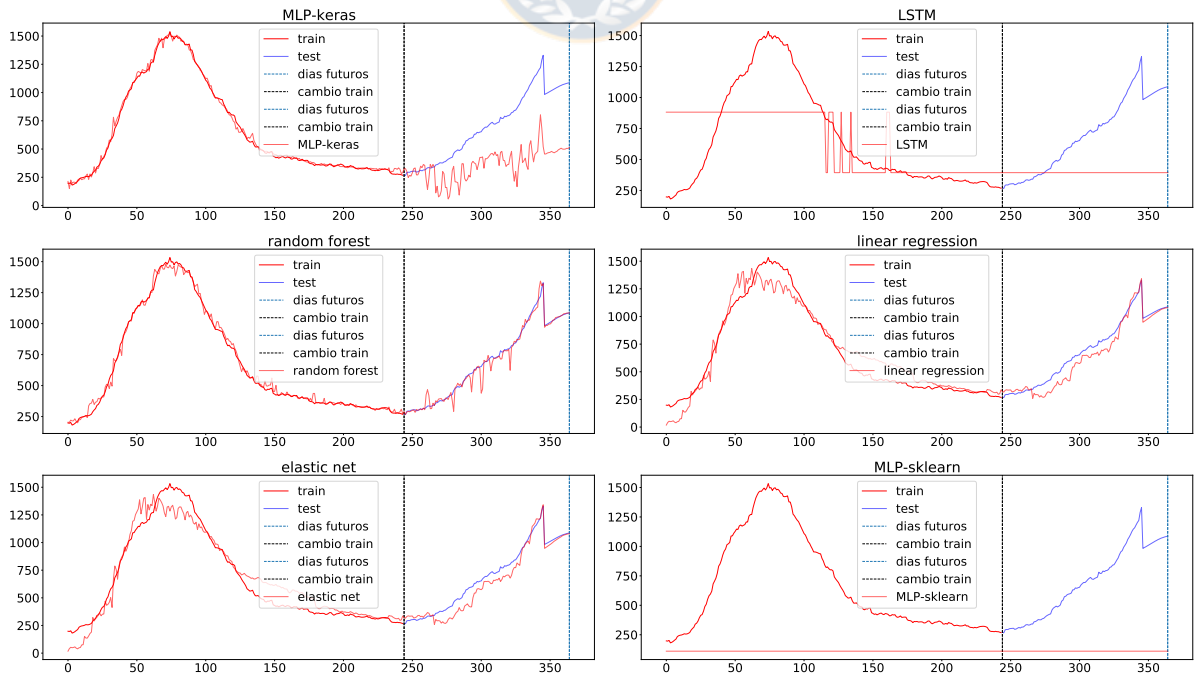 MLP-keras
1500
1250
1000
750
500
250
0
train
test
dias futuros
cambio train
dias futuros
cambio train
MLP-keras
0 50 100 150 200 250 300 350
LSTM
1500
1250
1000
750
500
250
train
test
dias futuros
cambio train
dias futuros
cambio train
LSTM
0 50 100 150 200 250 300 350
random forest
1500
1250
1000
750
500
250
train
test
dias futuros
cambio train
dias futuros
cambio train
random forest
0 50 100 150 200 250 300 350
linear regression
1500
1250
1000
750
500
250
0
train
test
dias futuros
cambio train
dias futuros
cambio train
linear regression
0 50 100 150 200 250 300 350
elastic net
1500
1250
1000
750
500
250
0
train
test
dias futuros
cambio train
dias futuros
cambio train
elastic net
0 50 100 150 200 250 300 350
MLP-sklearn
1500
1250
1000
750
500
250
train
test
dias futuros
cambio train
dias futuros
cambio train
MLP-sklearn
0 50 100 150 200 250 300 350